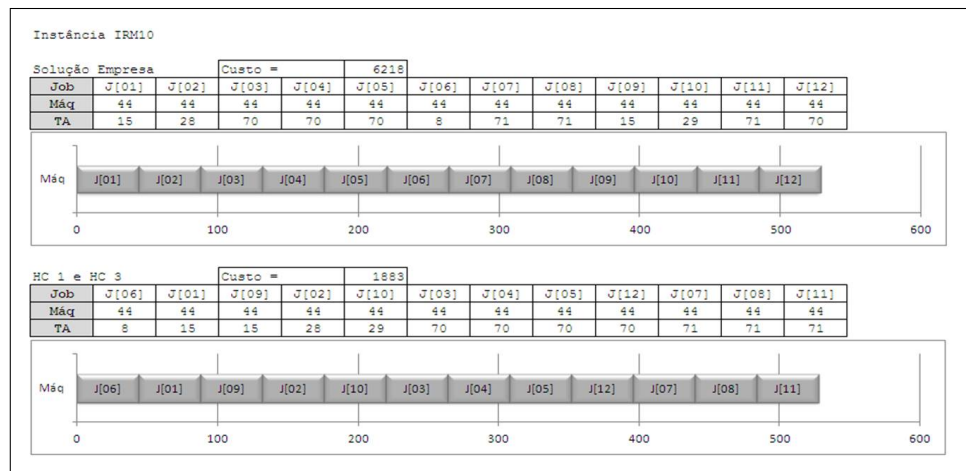 Instância IRM10
Solução Empresa Custo = 6218
Job J[01] J[02] J[03] J[04] J[05] J[06] J[07] J[08] J[09] J[10] J[11] J[12]
Máq 44 44 44 44 44 44 44 44 44 44 44 44
TA 15 28 70 70 70 8 71 71 15 29 71 70
Máq J[01] J[02] J[03] J[04] J[05] J[06] J[07] J[08] J[09] J[10] J[11] J[12]
0 100 200 300 400 500 600
HC 1 e HC 3 Custo = 1883
Job J[06] J[01] J[09] J[02] J[10] J[03] J[04] J[05] J[12] J[07] J[08] J[11]
Máq 44 44 44 44 44 44 44 44 44 44 44 44
TA 8 15 15 28 29 70 70 70 70 71 71 71
Máq J[06] J[01] J[09] J[02] J[10] J[03] J[04] J[05] J[12] J[07] J[08] J[11]
0 100 200 300 400 500 600